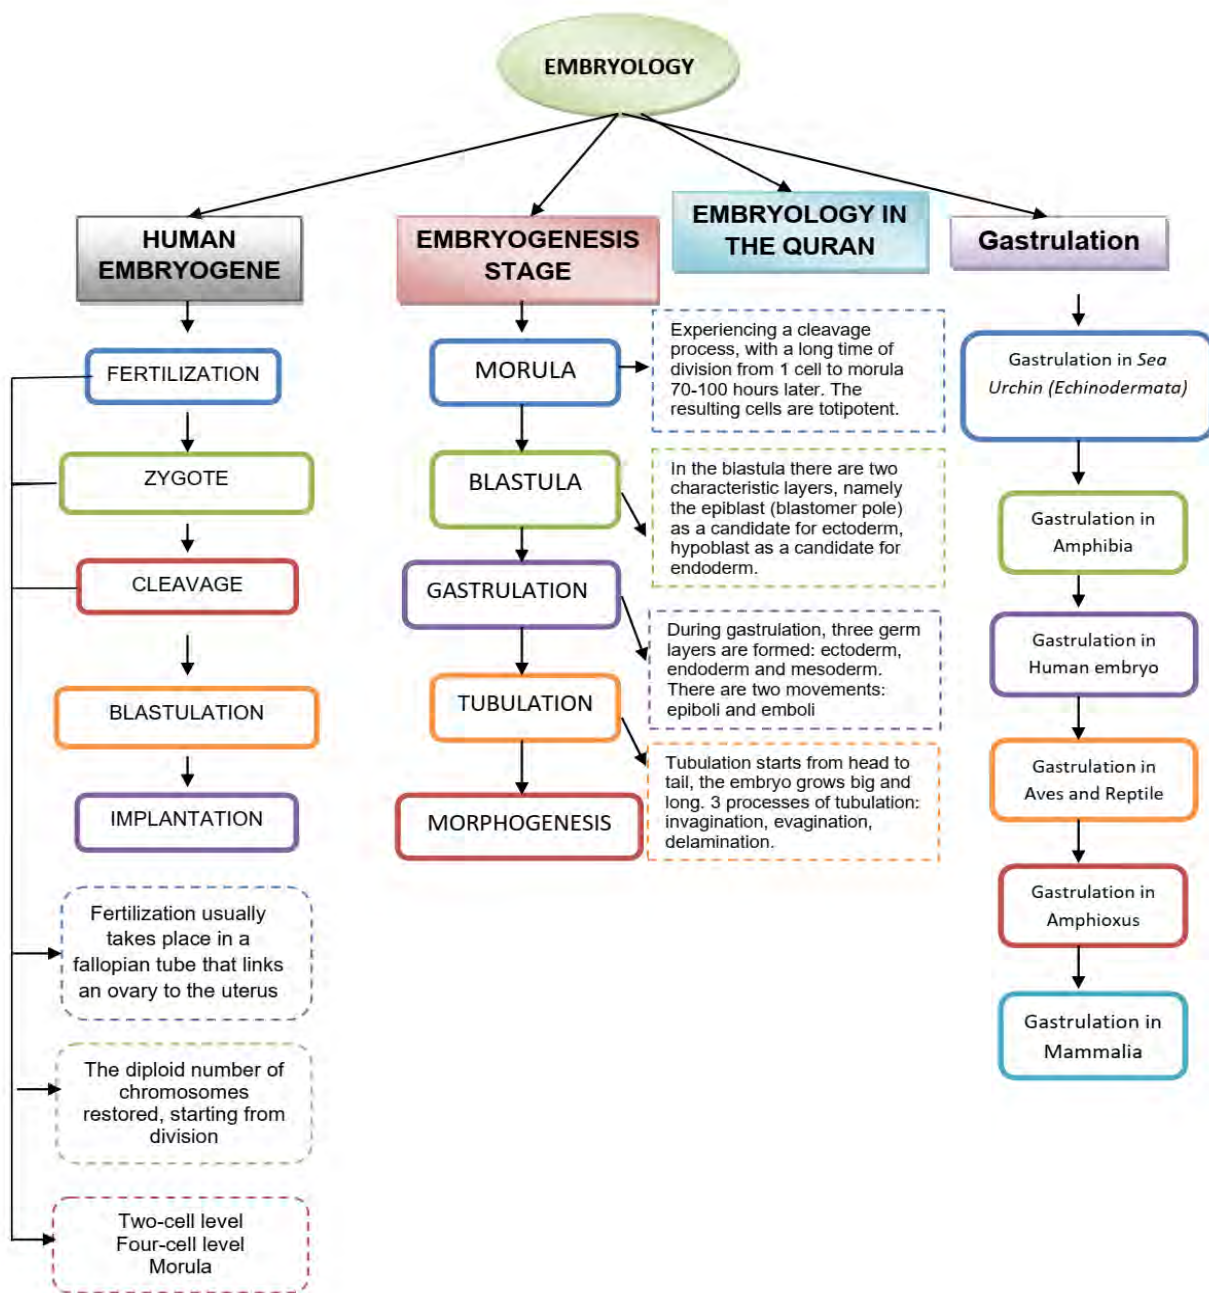 EMBRYOLOGY
HUMAN
EMBRYOGENE
FERTILIZATION
ZYGOTE
CLEAVAGE
BLASTULATION
IMPLANTATION
Fertilization usually
takes place in a
fallopian tube that links
an ovary to the uterus
The diploid number of
chromosomes
restored, starting from
division
Two-cell level
Four-cell level
Morula
EMBRYOGENESIS
STAGE
MORULA
Experiencing a cleavage
process, with a long time of
division from 1 cell to morula
70-100 hours later. The
resulting cells are totipotent.
BLASTULA
In the blastula there are two
characteristic layers, namely
the epiblast (blastomer pole)
as a candidate for ectoderm,
hypoblast as a candidate for
endoderm.
GASTRULATION
During gastrulation, three germ
layers are formed: ectoderm,
endoderm and mesoderm.
There are two movements:
epiboli and emboli
TUBULATION
Tubulation starts from head to
tail, the embryo grows big and
long. 3 processes of tubulation:
invagination, evagination,
delamination.
MORPHOGENESIS
EMBRYOLOGY IN
THE QURAN
Gastrulation
Gastrulation in Sea
Urchin (Echinodermata)
Gastrulation in
Amphibia
Gastrulation in
Human embryo
Gastrulation in
Aves and Reptile
Gastrulation in
Amphioxus
Gastrulation in
Mammalia